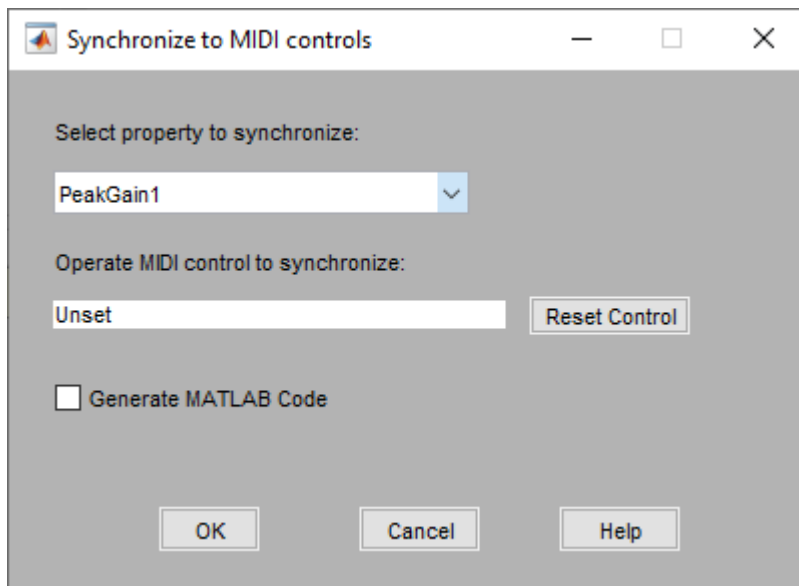 Synchronize to MIDI controls
Select property to synchronize:
PeakGain1
Operate MIDI control to synchronize:
Unset
Reset Control
Generate MATLAB Code
OK
Cancel
Help